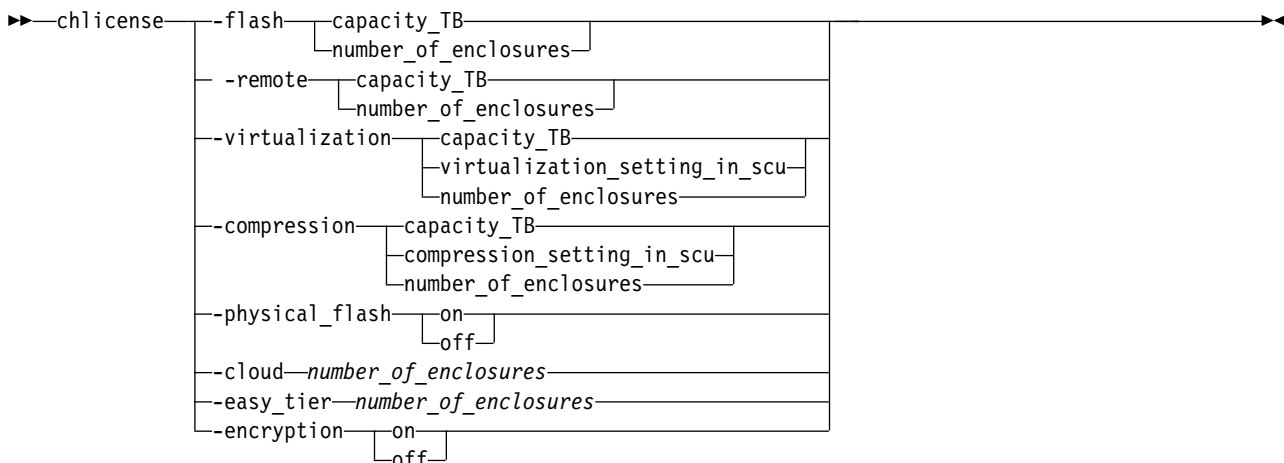 chlicense -flash capacity_TB
number_of_enclosures
-remote capacity_TB
number_of_enclosures
-virtualization capacity_TB
virtualization_setting_in_scu
number_of_enclosures
-compression capacity_TB
compression_setting_in_scu
number_of_enclosures
-physical_flash on
off
-cloud number_of_enclosures
-easy_tier number_of_enclosures
-encryption on
off